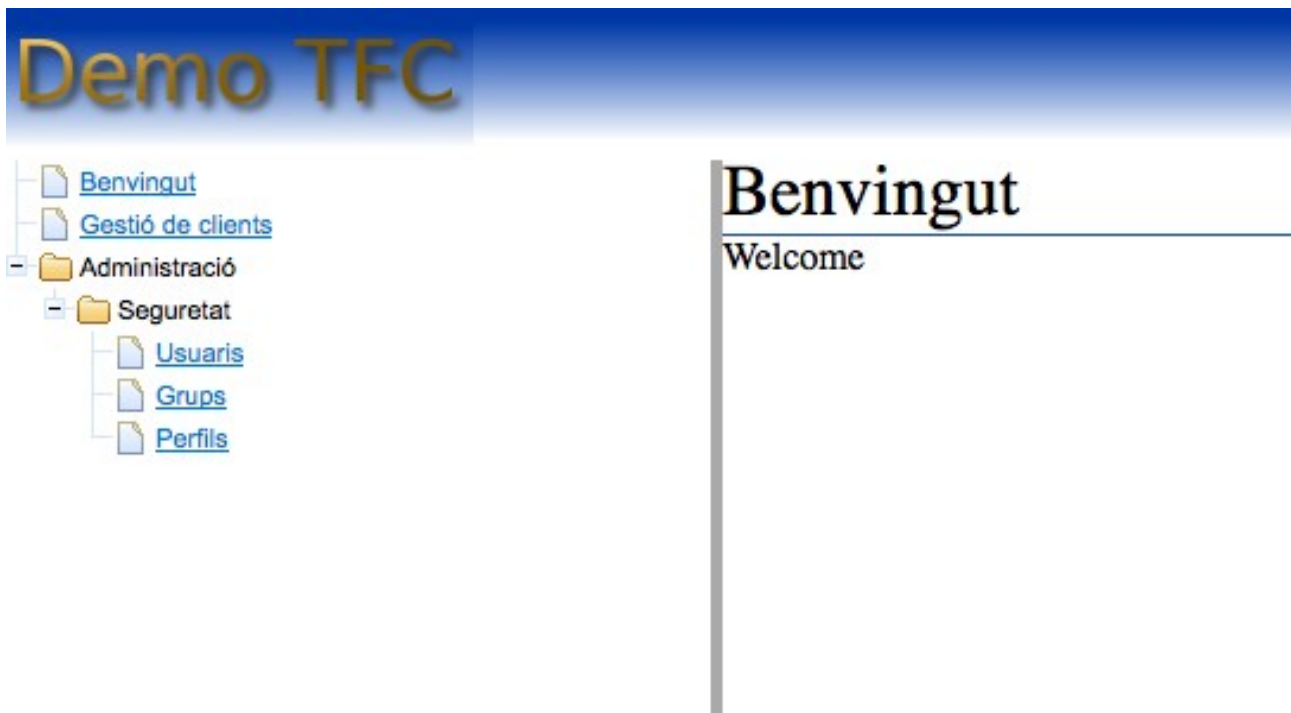 Demo TFC
Benvingut
Gestió de clients
Administració
Seguretat
Usuaris
Grups
Perfils
Benvingut
Welcome